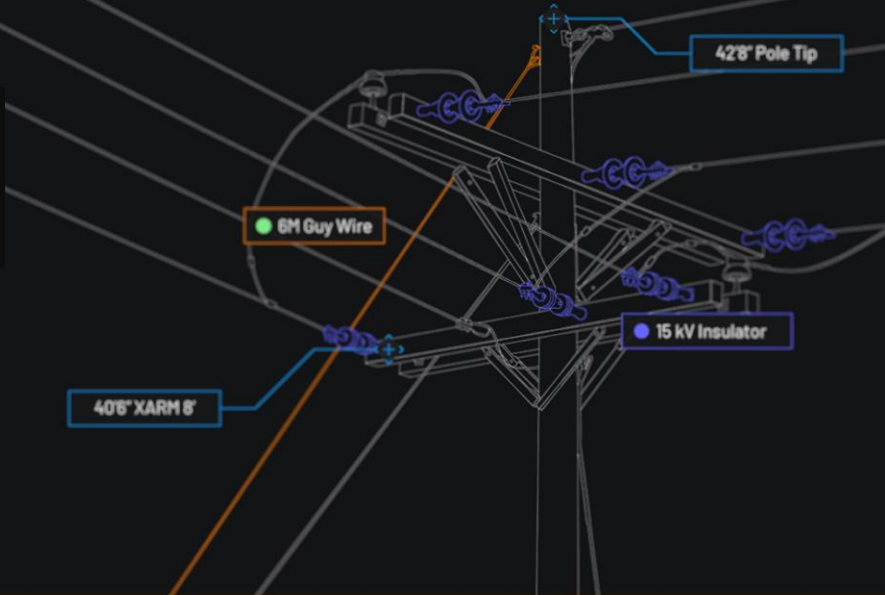 42'8" Pole Tip
6M Guy Wire
15 kV Insulator
40'6" XARM 8'